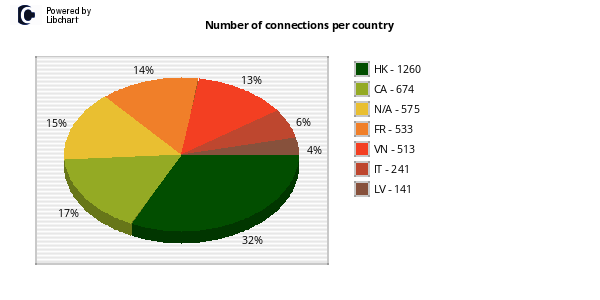 Powered by
Libchart
Number of connections per country
14%
13%
15%
6%
4%
17%
32%
HK - 1260
CA - 674
N/A - 575
FR - 533
VN - 513
IT - 241
LV - 141